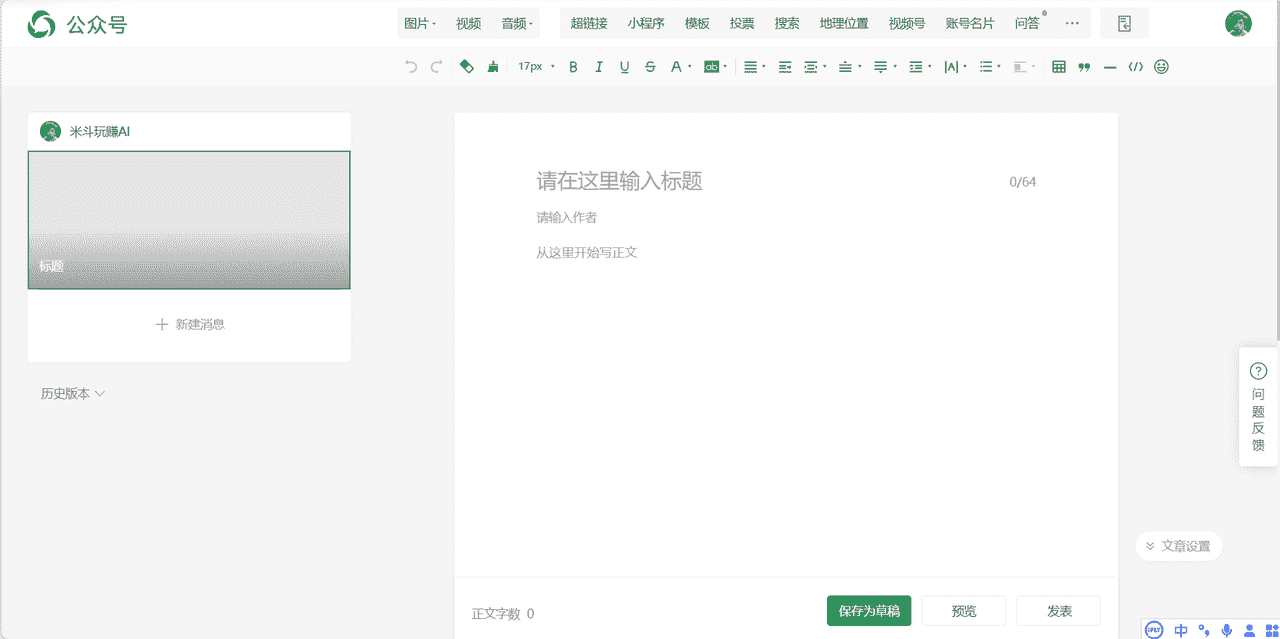 公众号
图片 视频 音频 超链接 小程序 模板 投票 搜索 地理位置 视频号 账号名片 问答 ···
17px B I U S A ab
米斗玩赚AI
标题
新建消息
历史版本
请在这里输入标题 0/64
请输入作者
从这里开始写正文
问题反馈
文章设置
正文字数 0 保存为草稿 预览 发表
iFLY 中